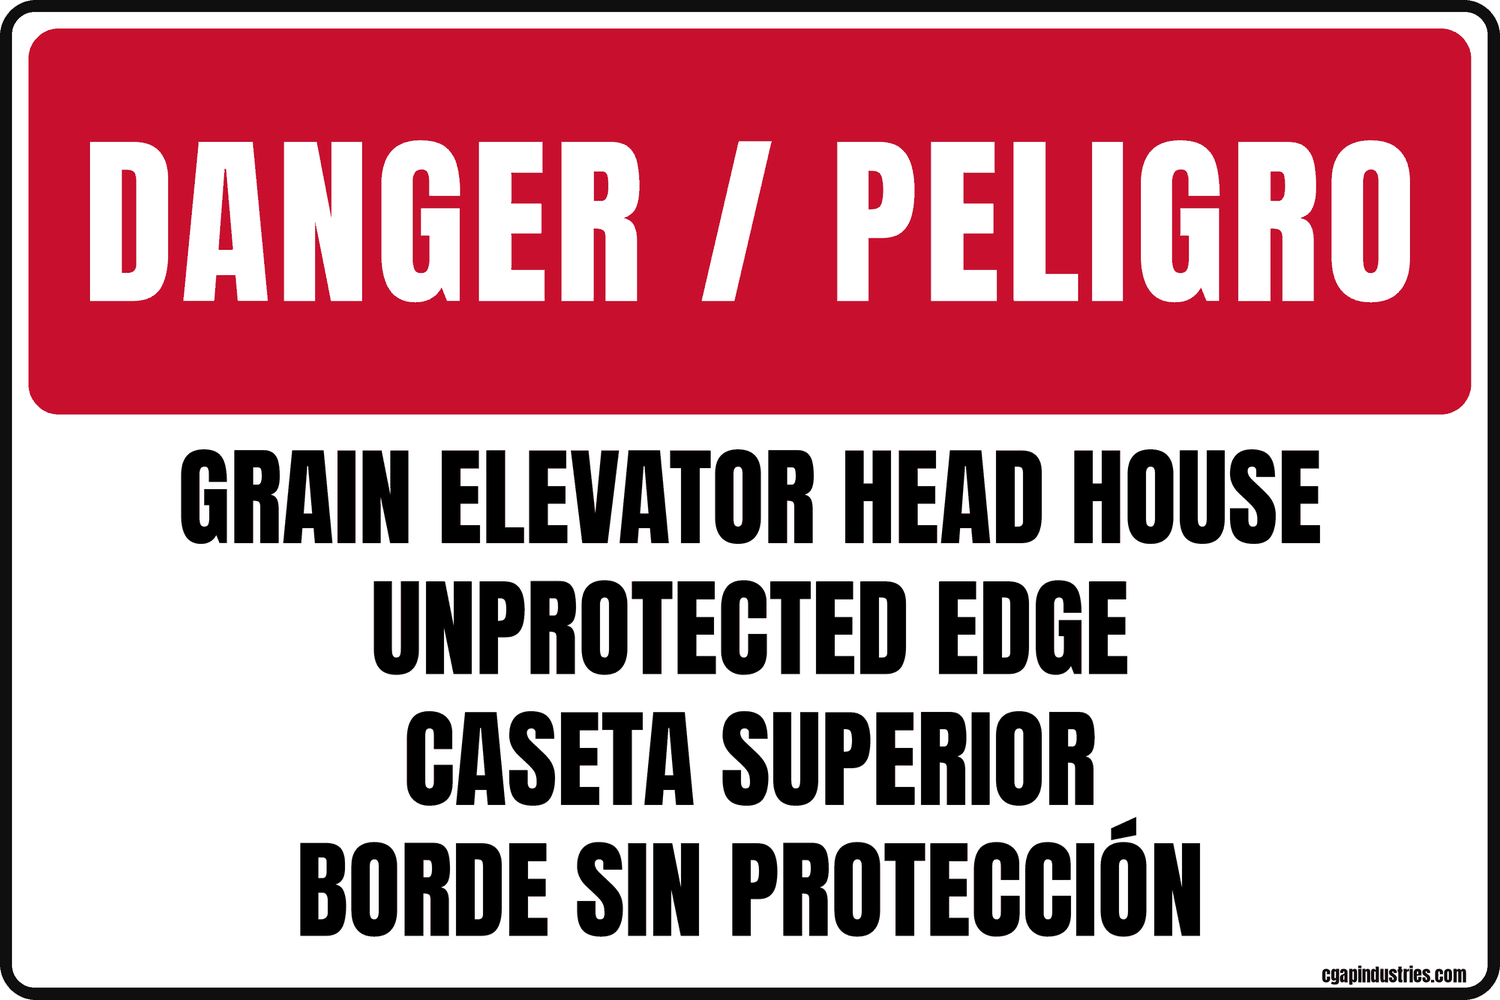 DANGER / PELIGRO
GRAIN ELEVATOR HEAD HOUSE
UNPROTECTED EDGE
CASETA SUPERIOR
BORDE SIN PROTECCIÓN
cgapindustries.com